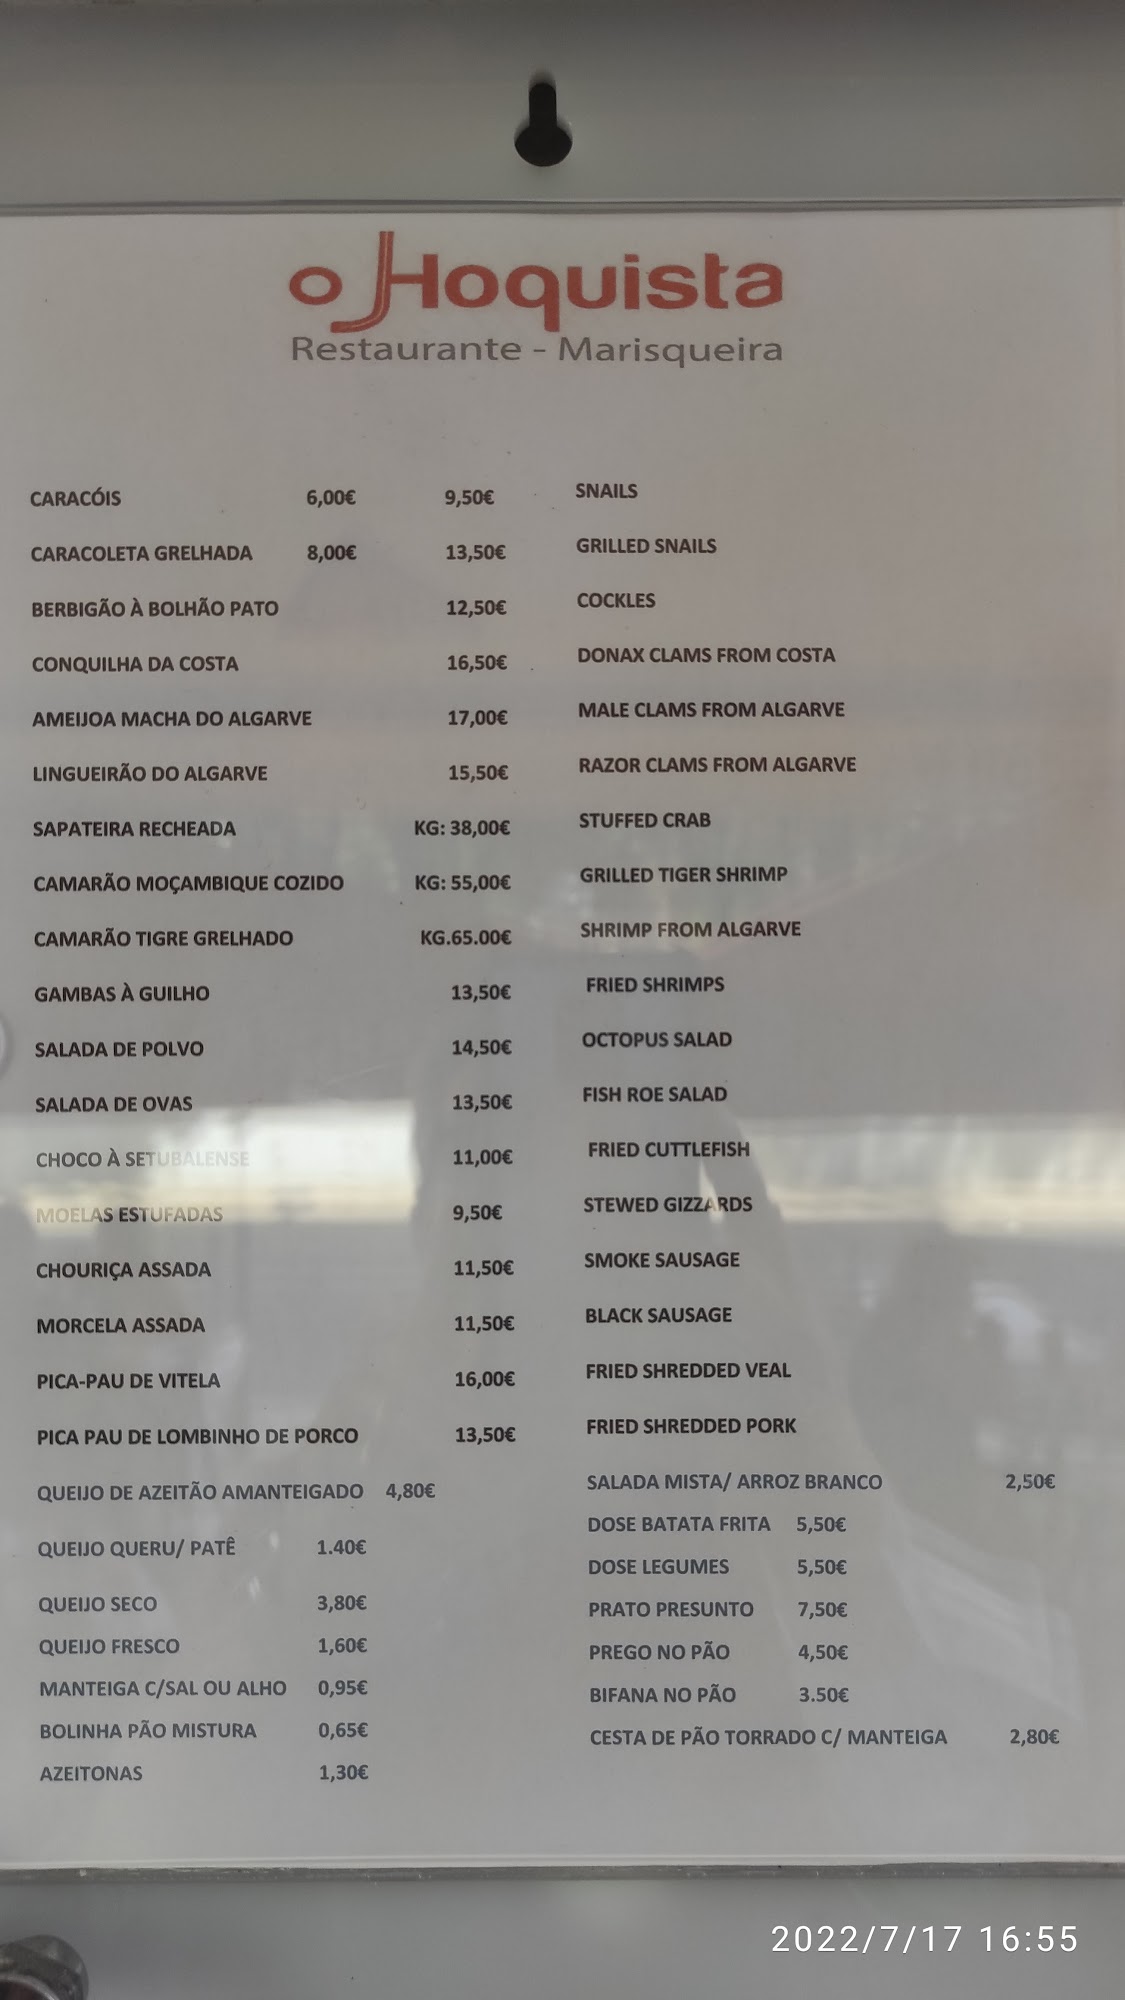 o Hoquista
Restaurante - Marisqueira
CARACÓIS 6,00€ 9,50€ SNAILS
CARACOLETA GRELHADA 8,00€ 13,50€ GRILLED SNAILS
BERBIGÃO À BOLHÃO PATO 12,50€ COCKLES
CONQUILHA DA COSTA 16,50€ DONAX CLAMS FROM COSTA
AMEIJOA MACHA DO ALGARVE 17,00€ MALE CLAMS FROM ALGARVE
LINGUEIRÃO DO ALGARVE 15,50€ RAZOR CLAMS FROM ALGARVE
SAPATEIRA RECHEADA KG: 38,00€ STUFFED CRAB
CAMARÃO MOÇAMBIQUE COZIDO KG: 55,00€ GRILLED TIGER SHRIMP
CAMARÃO TIGRE GRELHADO KG.65.00€ SHRIMP FROM ALGARVE
GAMBAS À GUILHO 13,50€ FRIED SHRIMPS
SALADA DE POLVO 14,50€ OCTOPUS SALAD
SALADA DE OVAS 13,50€ FISH ROE SALAD
CHOCO À SETUBALENSE 11,00€ FRIED CUTTLEFISH
MOELAS ESTUFADAS 9,50€ STEWED GIZZARDS
CHOURIÇA ASSADA 11,50€ SMOKE SAUSAGE
MORCELA ASSADA 11,50€ BLACK SAUSAGE
PICA-PAU DE VITELA 16,00€ FRIED SHREDDED VEAL
PICA PAU DE LOMBINHO DE PORCO 13,50€ FRIED SHREDDED PORK
QUEIJO DE AZEITÃO AMANTEIGADO 4,80€
QUEIJO QUERU/ PATÊ 1.40€
QUEIJO SECO 3,80€
QUEIJO FRESCO 1,60€
MANTEIGA C/SAL OU ALHO 0,95€
BOLINHA PÃO MISTURA 0,65€
AZEITONAS 1,30€
SALADA MISTA/ ARROZ BRANCO 2,50€
DOSE BATATA FRITA 5,50€
DOSE LEGUMES 5,50€
PRATO PRESUNTO 7,50€
PREGO NO PÃO 4,50€
BIFANA NO PÃO 3.50€
CESTA DE PÃO TORRADO C/ MANTEIGA 2,80€
2022/7/17 16:55